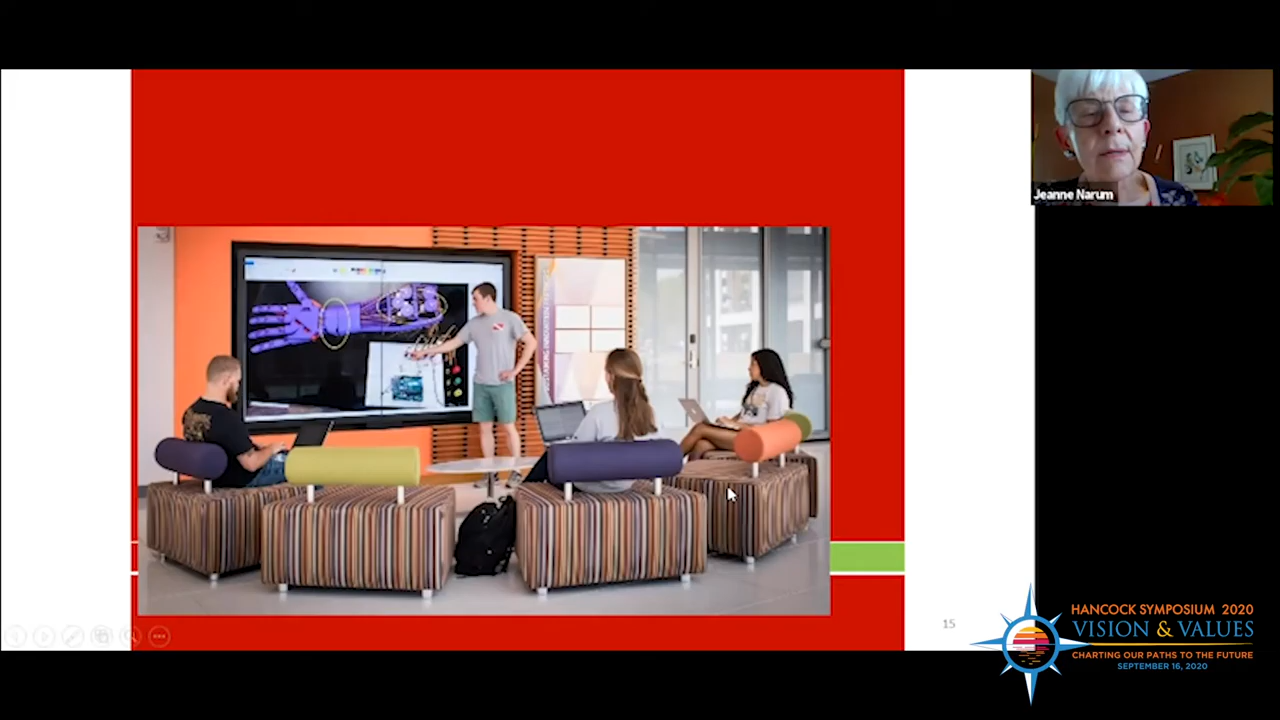 Jeanne Narum
15
HANCOCK SYMPOSIUM 2020
VISION & VALUES
CHARTING OUR PATHS TO THE FUTURE
SEPTEMBER 16, 2020